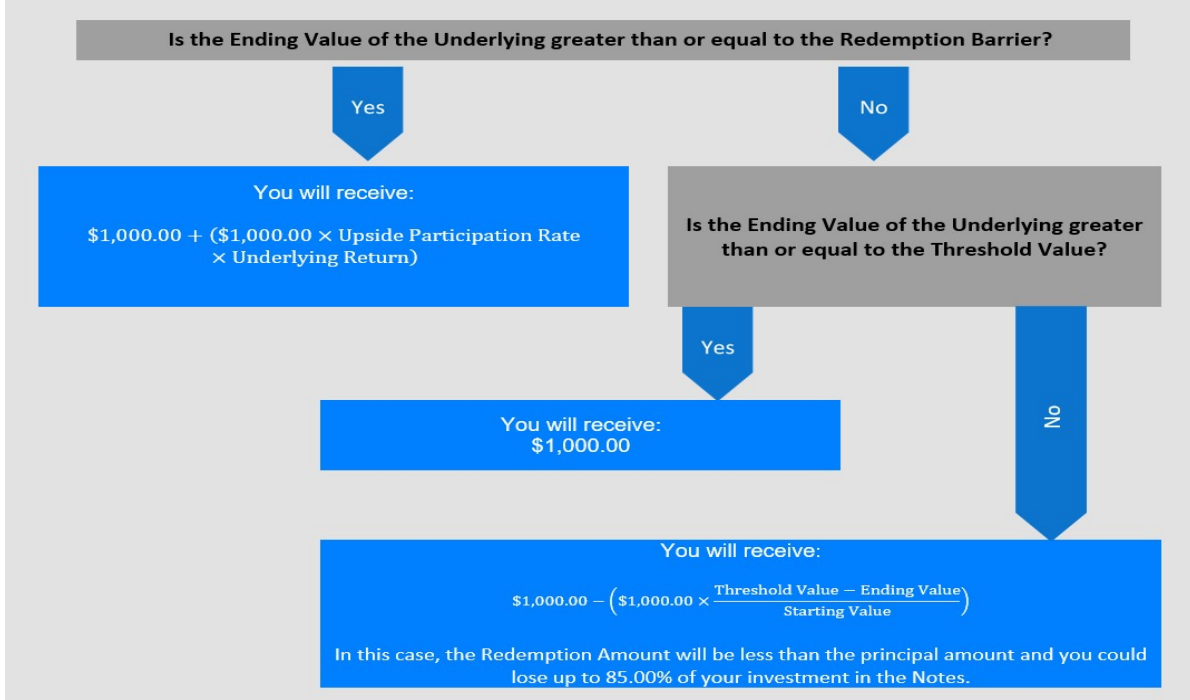 Is the Ending Value of the Underlying greater than or equal to the Redemption Barrier?
Yes
No
You will receive:
$1,000.00 + ($1,000.00 × Upside Participation Rate
× Underlying Return)
Is the Ending Value of the Underlying greater
than or equal to the Threshold Value?
Yes
No
You will receive:
$1,000.00
You will receive:
$1,000.00 − ($1,000.00 × Threshold Value − Ending Value
Starting Value)
In this case, the Redemption Amount will be less than the principal amount and you could
lose up to 85.00% of your investment in the Notes.